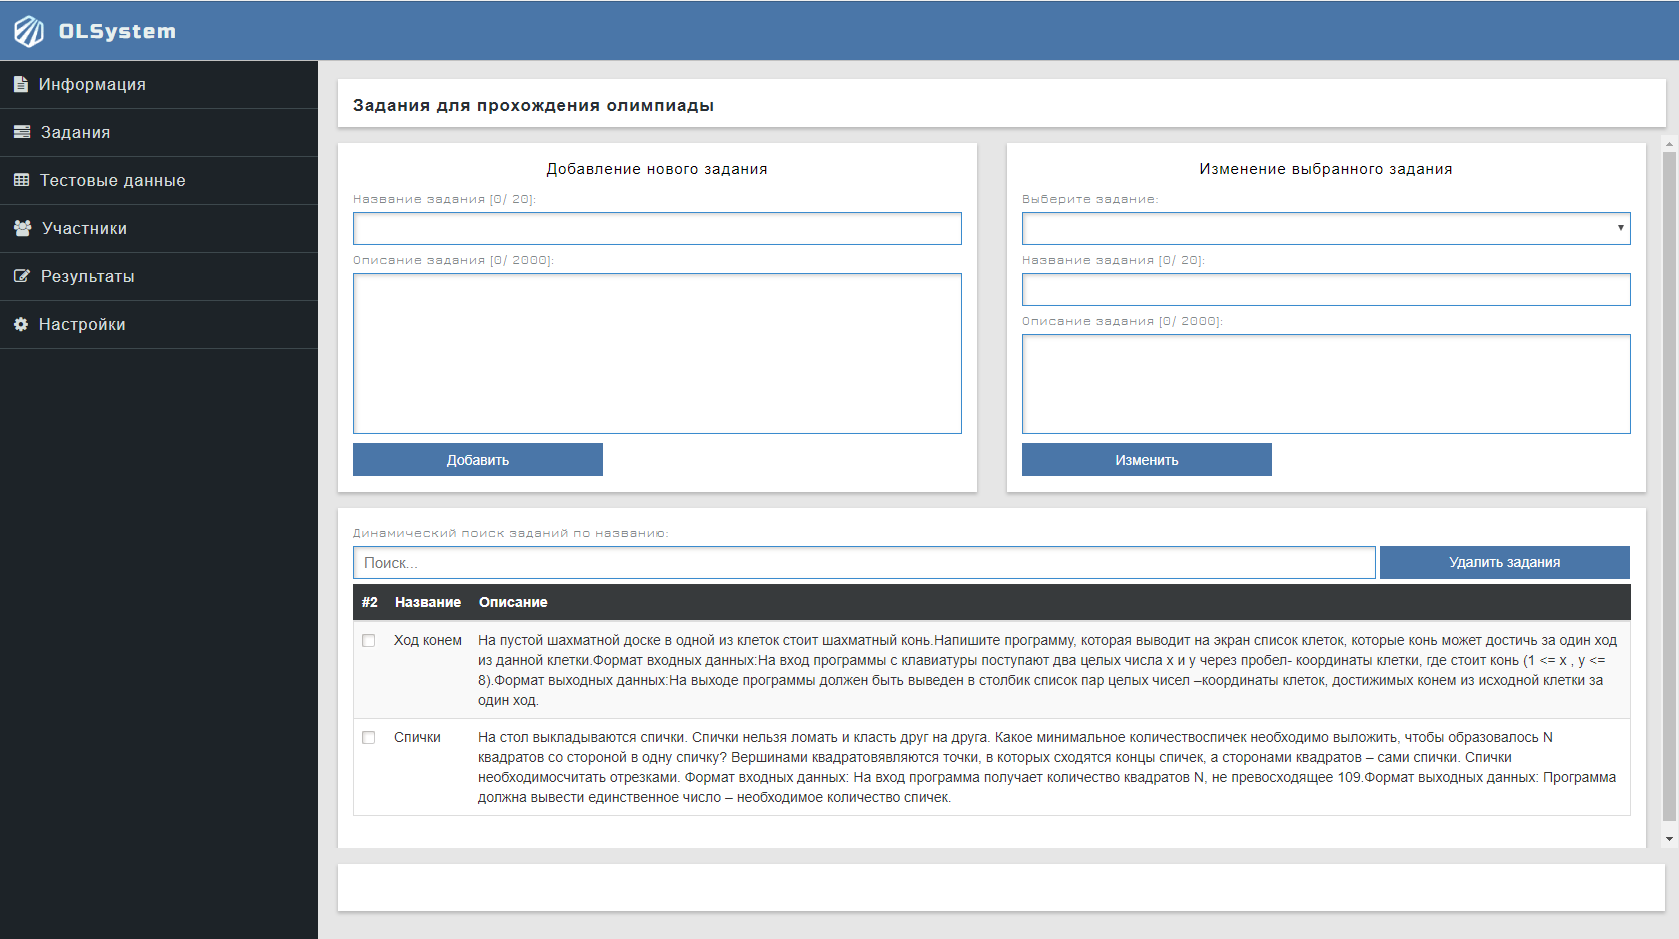 OLSystem
Информация
Задания
Тестовые данные
Участники
Результаты
Настройки
Задания для прохождения олимпиады
Добавление нового задания
Название задания [0/ 20]:
Описание задания [0/ 2000]:
Добавить
Изменение выбранного задания
Выберите задание:
Название задания [0/ 20]:
Описание задания [0/ 2000]:
Изменить
Динамический поиск заданий по названию:
Поиск...
Удалить задания
#2 Название Описание
Ход конем
На пустой шахматной доске в одной из клеток стоит шахматный конь.Напишите программу, которая выводит на экран список клеток, которые конь может достичь за один ход
из данной клетки.Формат входных данных:На вход программы с клавиатуры поступают два целых числа x и y через пробел- координаты клетки, где стоит конь (1 <= x , y <=
8).Формат выходных данных:На выходе программы должен быть выведен в столбик список пар целых чисел –координаты клеток, достижимых конем из исходной клетки за
один ход.
Спички
На стол выкладываются спички. Спички нельзя ломать и класть друг на друга. Какое минимальное количествоспичек необходимо выложить, чтобы образовалось N
квадратов со стороной в одну спичку? Вершинами квадратовявляются точки, в которых сходятся концы спичек, а сторонами квадратов – сами спички. Спички
необходимосчитать отрезками. Формат входных данных: На вход программа получает количество квадратов N, не превосходящее 109.Формат выходных данных: Программа
должна вывести единственное число – необходимое количество спичек.